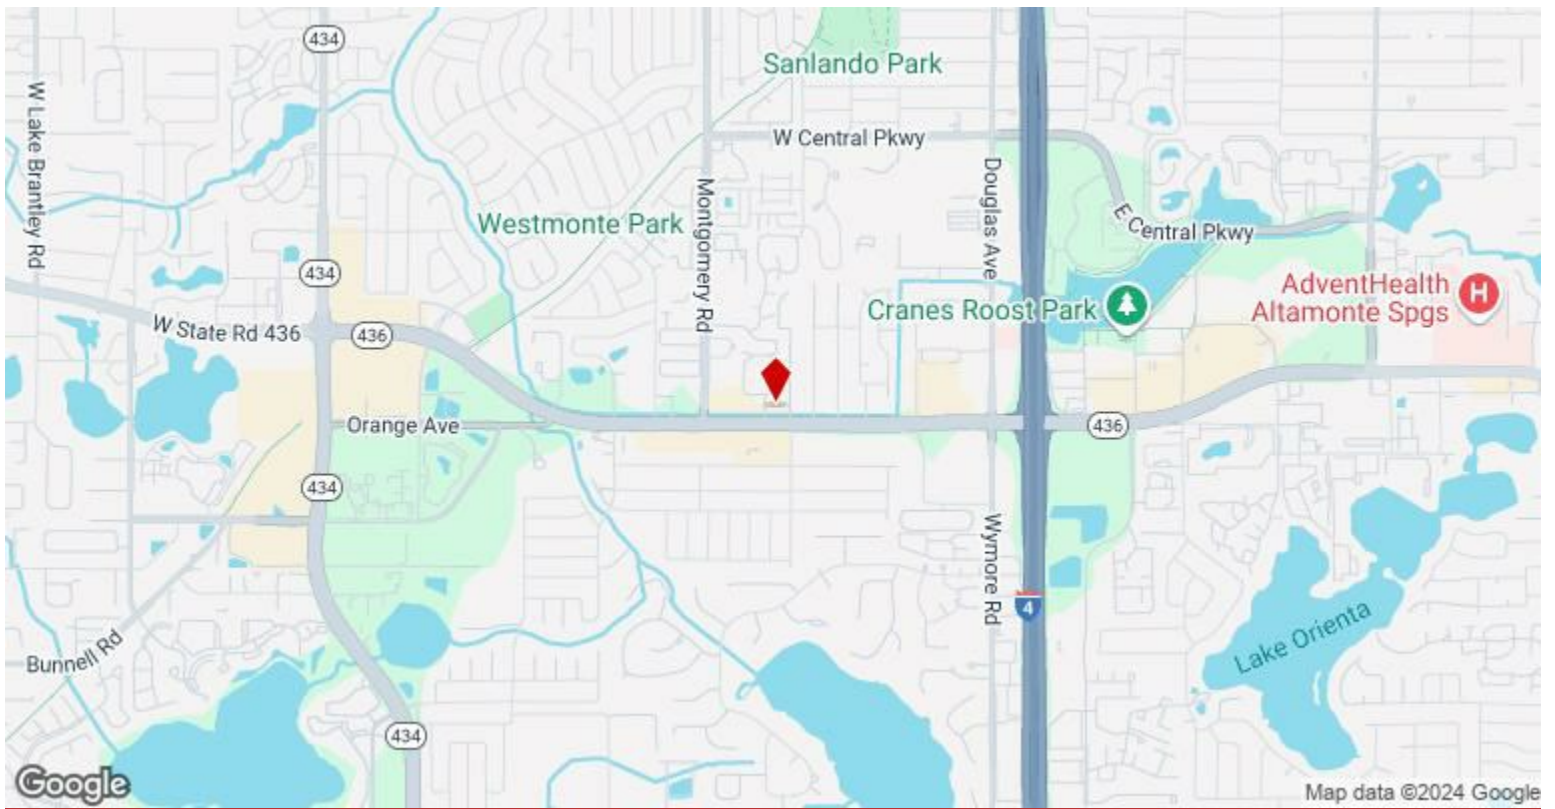 434
Sanlando Park
W Central Pkwy
W Lake Brantley Rd
Montgomery Rd
Douglas Ave
Westmonte Park
E Central Pkwy
434
AdventHealth
Altamonte Spgs
H
Cranes Roost Park
W State Rd 436
436
Orange Ave
436
434
Wymore Rd
4
Lake Orienta
Bunnell Rd
434
Google
Map data ©2024 Google